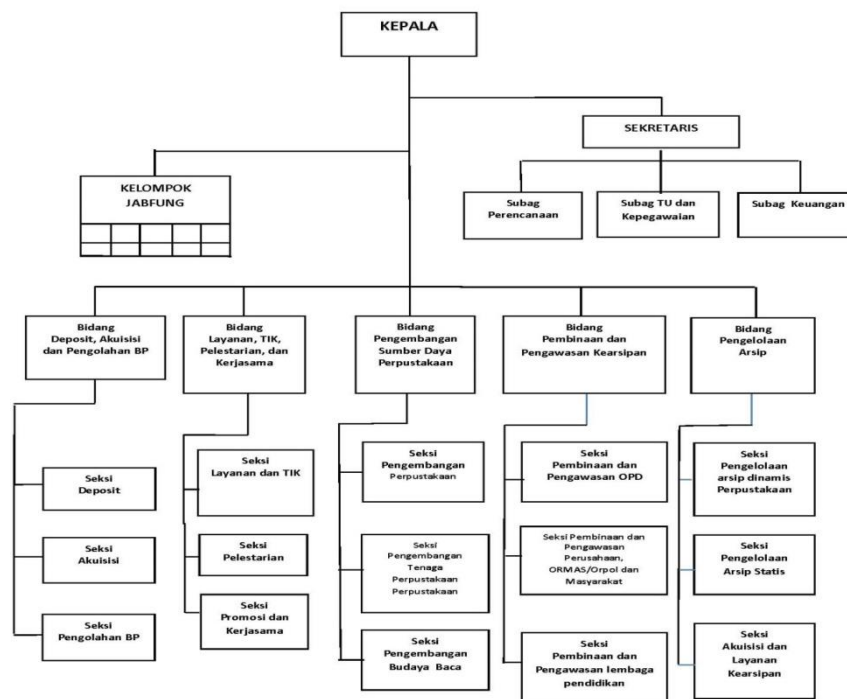 KEPALA
SEKRETARIS
KELOMPOK
JABFUNG
Subag
Perencanaan
Subag TU dan
Kepegawaian
Subag Keuangan
Bidang
Deposit, Akuisisi
dan Pengolahan BP
Bidang
Layanan, TIK,
Pelestarian, dan
Kerjasama
Bidang
Pengembangan
Sumber Daya
Perpustakaan
Bidang
Pembinaan dan
Pengawasan Kearsipan
Bidang
Pengelolaan
Arsip
Seksi
Deposit
Seksi
Akuisisi
Seksi
Pengolahan BP
Seksi
Layanan dan TIK
Seksi
Pelestarian
Seksi
Promosi dan
Kerjasama
Seksi
Pengembangan
Perpustakaan
Seksi
Pengembangan
Tenaga
Perpustakaan
Perpustakaan
Seksi
Pengembangan
Budaya Baca
Seksi
Pembinaan dan
Pengawasan OPD
Seksi Pembinaan dan
Pengawasan
Perusahaan,
ORMAS/Orpol dan
Masyarakat
Seksi
Pembinaan dan
Pengawasan lembaga
pendidikan
Seksi
Pengelolaan
arsip dinamis
Perpustakaan
Seksi
Pengelolaan
Arsip Statis
Seksi
Akuisisi dan
Layanan
Kearsipan